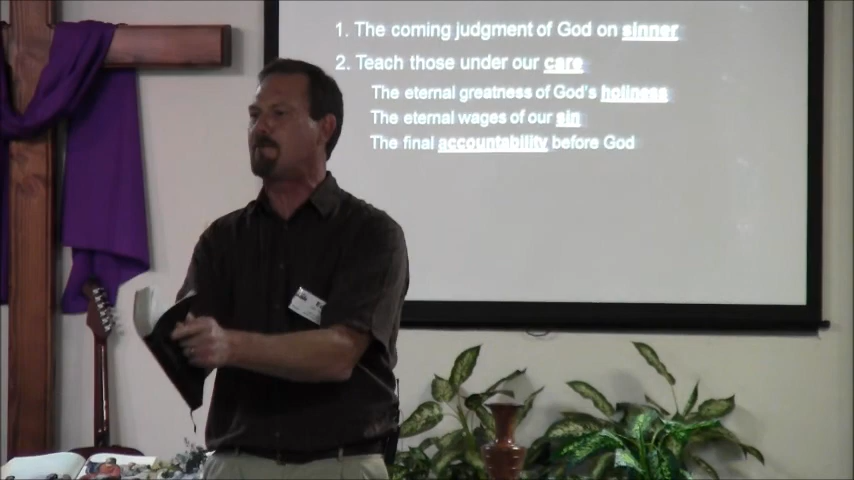 1. The coming judgment of God on sinner
2. Teach those under our care
The eternal greatness of God's holiness
The eternal wages of our sin
The final accountability before God